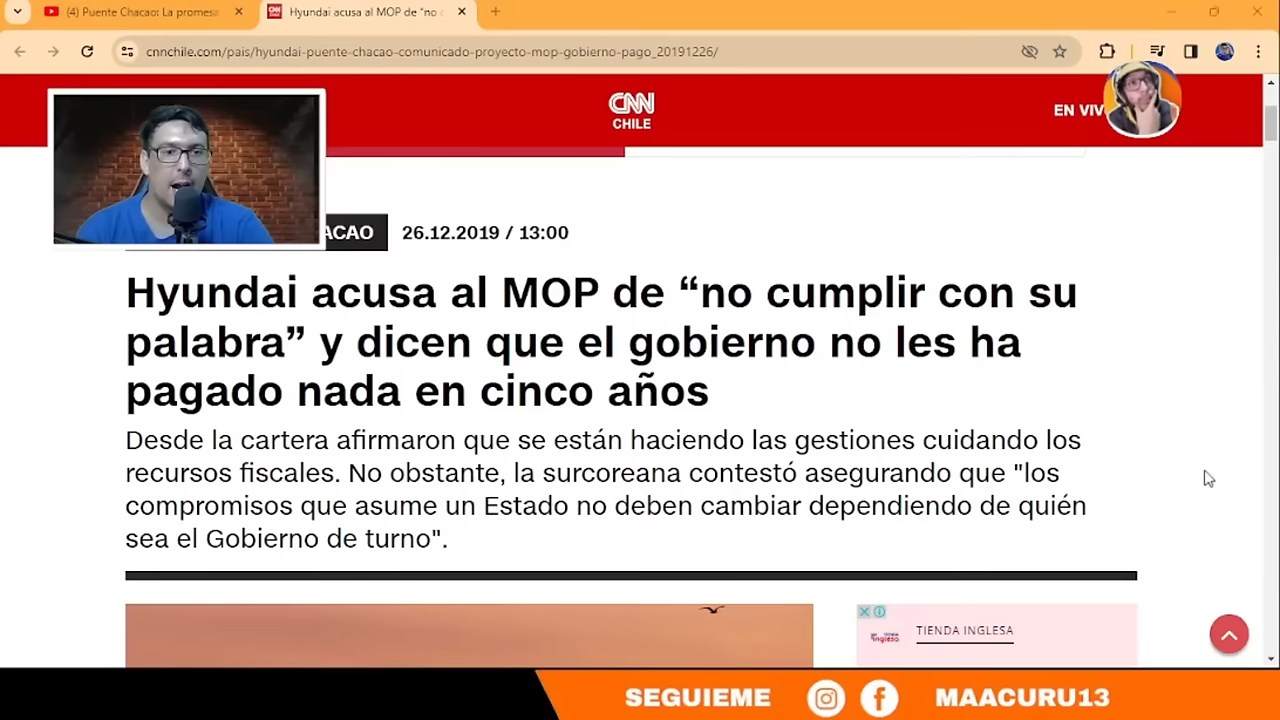 (4) Puente Chacao: La promesa
Hyundai acusa al MOP de “no c
cnnchile.com/pais/hyundai-puente-chacao-comunicado-proyecto-mop-gobierno-pago_20191226/
CNN
CHILE
EN VIV
ACAO
26.12.2019 / 13:00
Hyundai acusa al MOP de “no cumplir con su
palabra” y dicen que el gobierno no les ha
pagado nada en cinco años
Desde la cartera afirmaron que se están haciendo las gestiones cuidando los
recursos fiscales. No obstante, la surcoreana contestó asegurando que "los
compromisos que asume un Estado no deben cambiar dependiendo de quién
sea el Gobierno de turno".
TIENDA INGLESA
SEGUIEME
MAACURU13